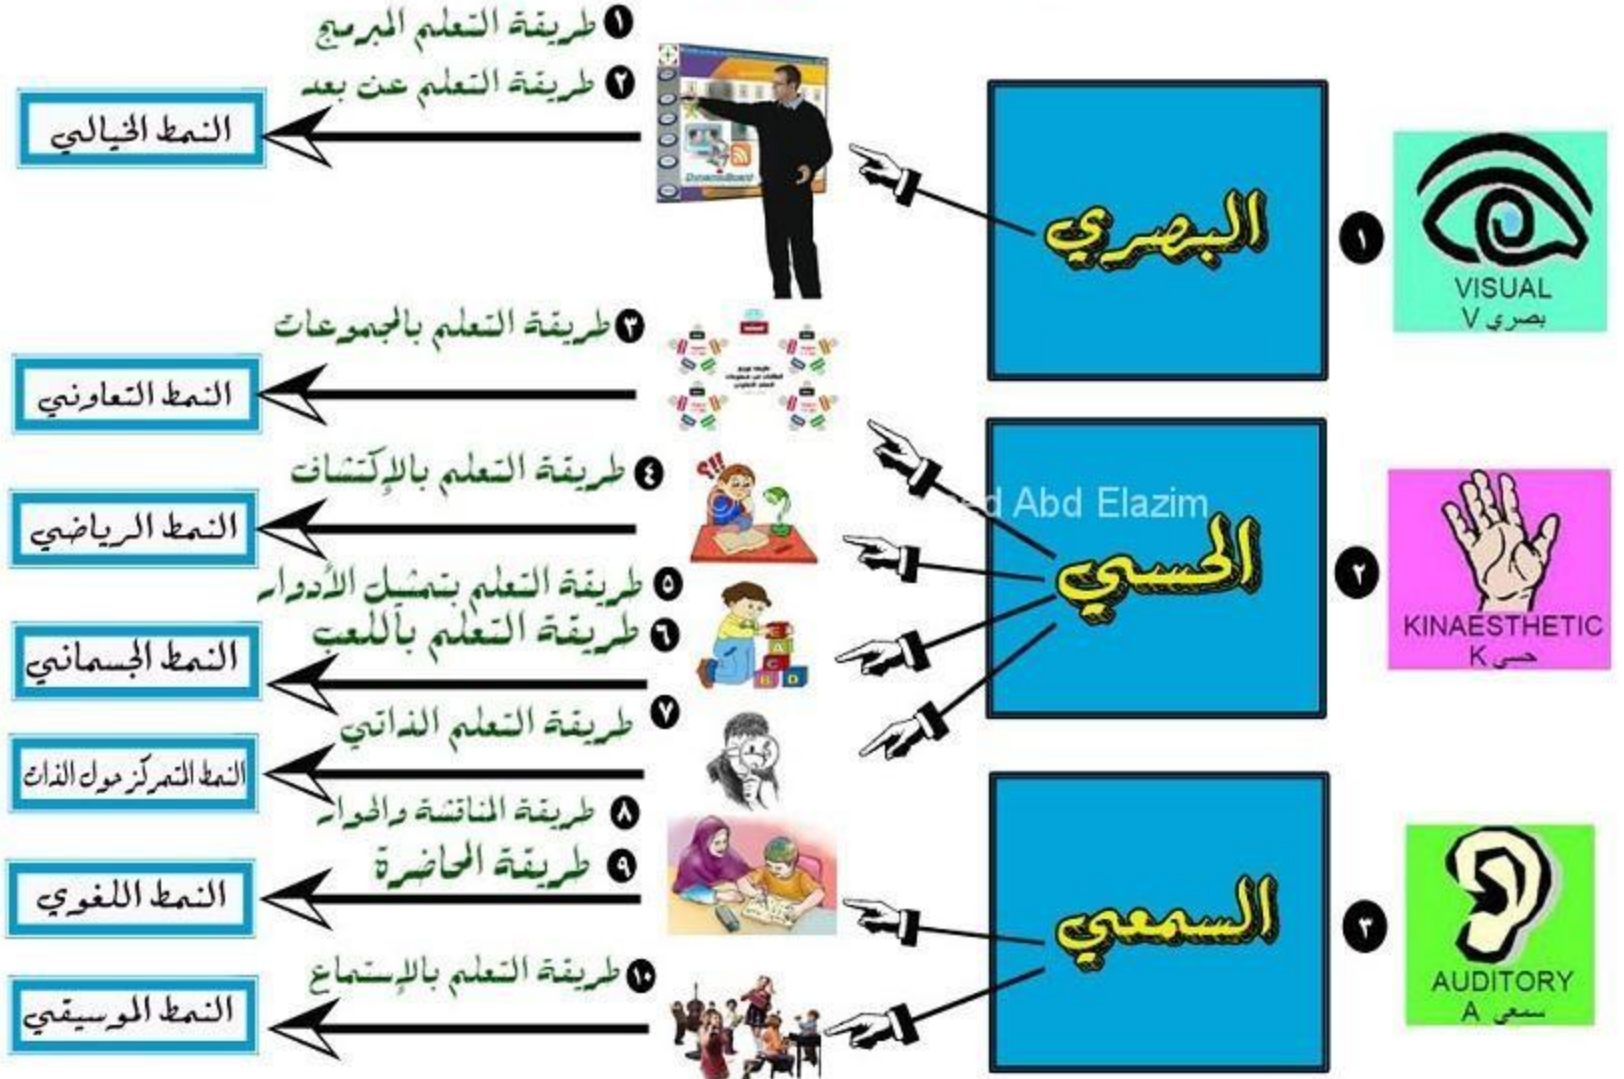 VISUAL
بصري V
١
البصري
١ طريقة التعلم المبرمج
٢ طريقة التعلم عن بعد
النمط الخيالي
KINAESTHETIC
حسي K
٢
الحسي
٣ طريقة التعلم بالمجموعات
النمط التعاوني
٤ طريقة التعلم بالإكتشاف
النمط الرياضي
٥ طريقة التعلم بتمثيل الأدوار
٦ طريقة التعلم باللعب
النمط الجسماني
٧ طريقة التعلم الذاتي
النمط المتمركز حول الذات
AUDITORY
سمعي A
٣
السمعي
٨ طريقة المناقشة والحوار
٩ طريقة المحاضرة
النمط اللغوي
١٠ طريقة التعلم بالإستماع
النمط الموسيقي
Abd Elazim